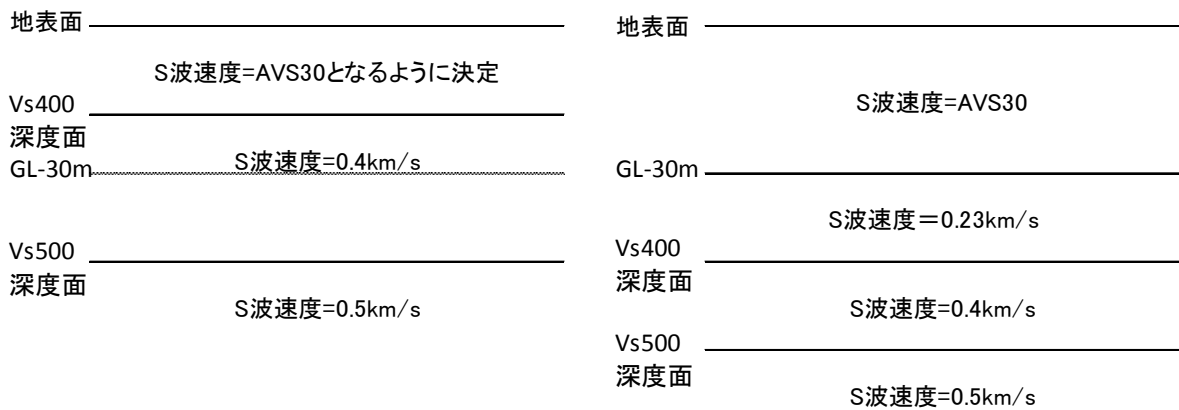 地表面
S波速度=AVS30となるように決定
Vs400
深度面
S波速度=0.4km/s
GL-30m
Vs500
深度面
S波速度=0.5km/s
地表面
S波速度=AVS30
GL-30m
S波速度＝0.23km/s
Vs400
深度面
S波速度=0.4km/s
Vs500
深度面
S波速度=0.5km/s